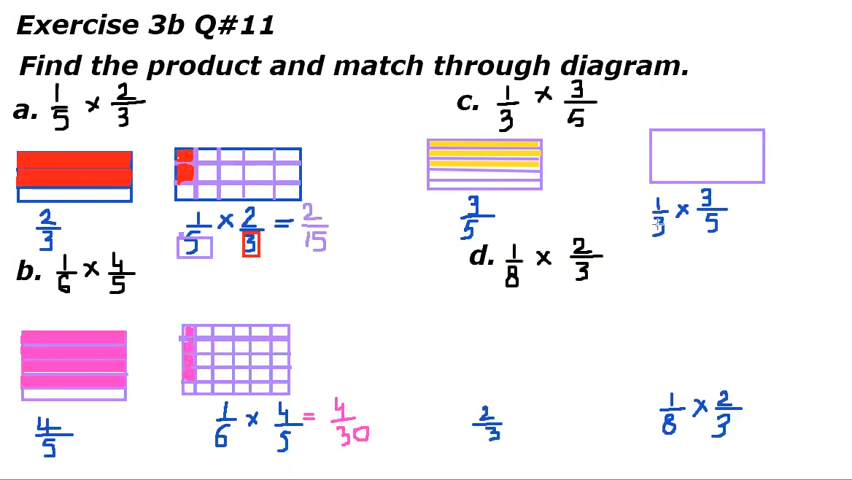 Exercise 3b Q#11
Find the product and match through diagram.
a. 1/5 × 2/3
c. 1/3 × 3/5
2/3
1/5 × 2/3 = 2/15
3/5
1/3 × 3/5
b. 1/6 × 4/5
d. 1/8 × 2/3
4/5
1/6 × 4/5 = 4/30
2/3
1/8 × 2/3